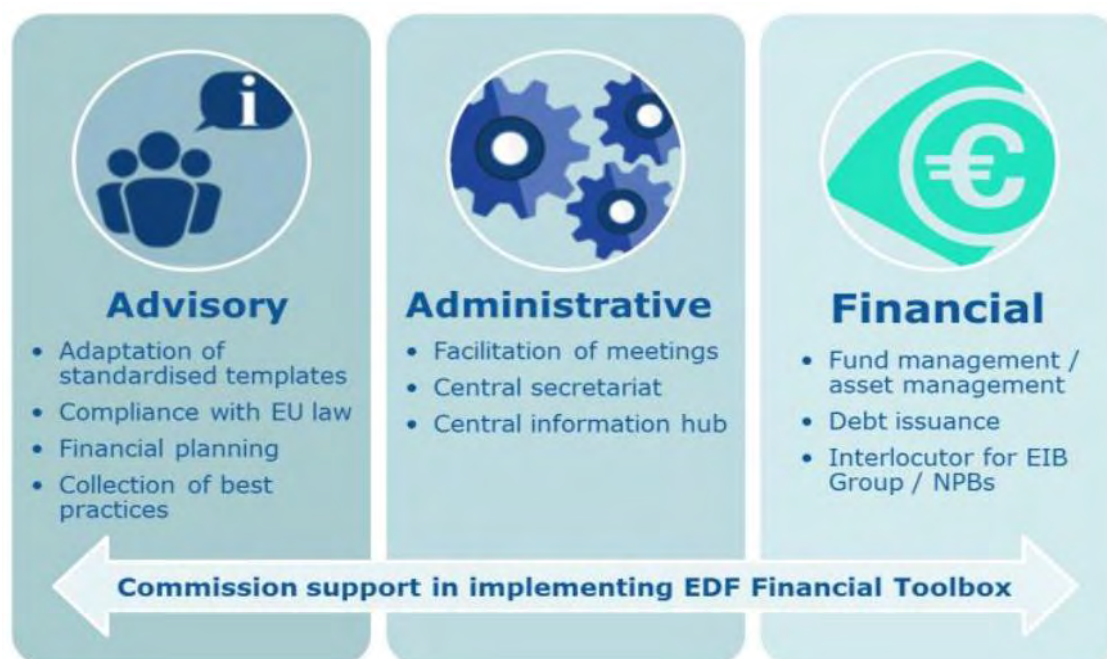 i
Advisory
• Adaptation of
standardised templates
• Compliance with EU law
• Financial planning
• Collection of best
practices
Administrative
• Facilitation of meetings
• Central secretariat
• Central information hub
€
Financial
• Fund management /
asset management
• Debt issuance
• Interlocutor for EIB
Group / NPBs
Commission support in implementing EDF Financial Toolbox